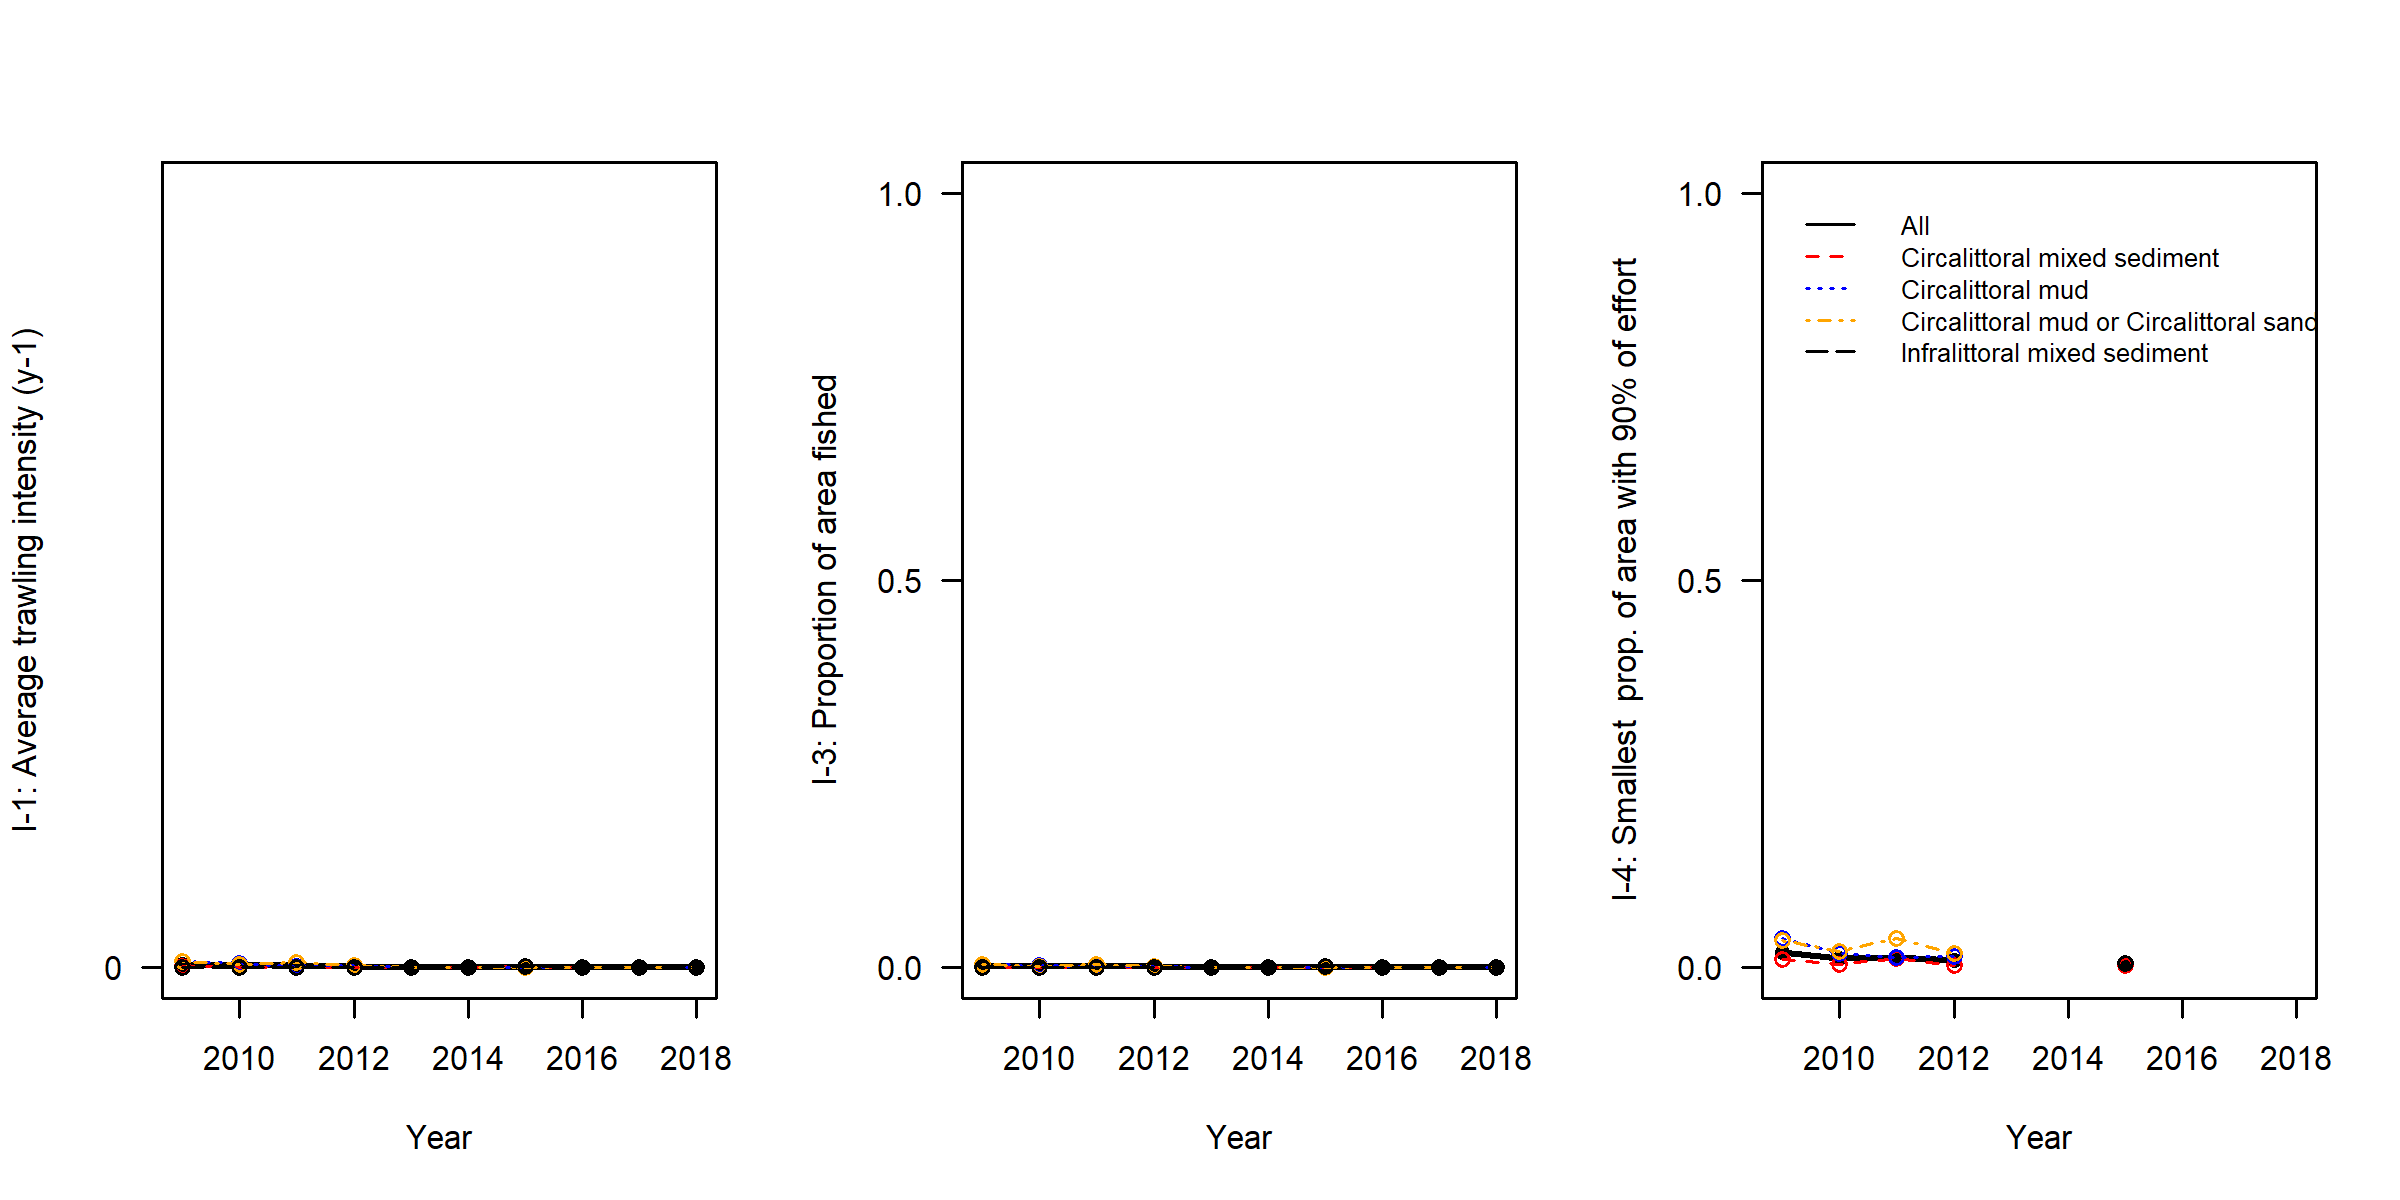 I-1: Average trawling intensity (y-1)
0
2010 2012 2014 2016 2018
Year
I-3: Proportion of area fished
1.0
0.5
0.0
2010 2012 2014 2016 2018
Year
I-4: Smallest  prop. of area with 90% of effort
1.0
0.5
0.0
All
Circalittoral mixed sediment
Circalittoral mud
Circalittoral mud or Circalittoral sand
Infralittoral mixed sediment
2010 2012 2014 2016 2018
Year